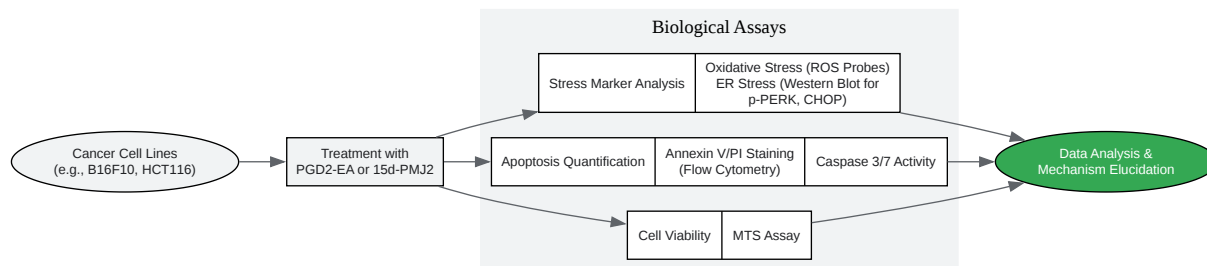 Biological Assays
Stress Marker Analysis
Oxidative Stress (ROS Probes)
ER Stress (Western Blot for
p-PERK, CHOP)
Cancer Cell Lines
(e.g., B16F10, HCT116)
Treatment with
PGD2-EA or 15d-PMJ2
Apoptosis Quantification
Annexin V/PI Staining
(Flow Cytometry)
Caspase 3/7 Activity
Data Analysis &
Mechanism Elucidation
Cell Viability
MTS Assay